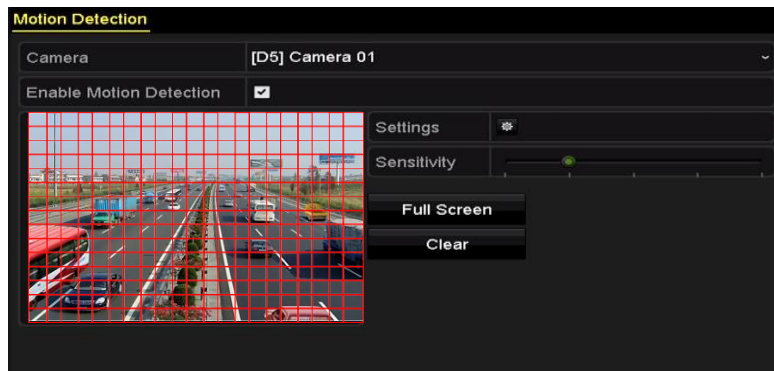 Motion Detection
Camera [D5] Camera 01
Enable Motion Detection
Settings
Sensitivity
Full Screen
Clear